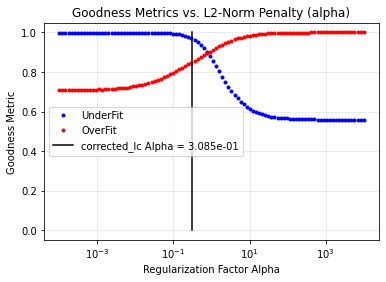 Goodness Metrics vs. L2-Norm Penalty (alpha)
Goodness Metric
1.0
0.8
0.6
0.4
0.2
0.0
UnderFit
OverFit
corrected_lc Alpha = 3.085e-01
10⁻³
10⁻¹
10¹
10³
Regularization Factor Alpha